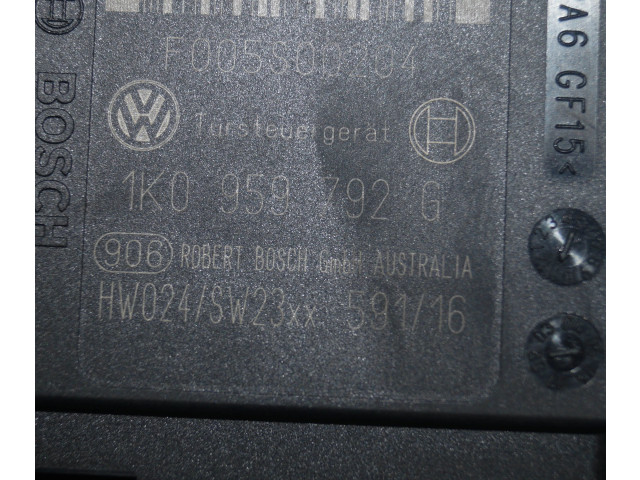 F005S00204
Türsteuergerät
1K0 959 792 G
906 ROBERT BOSCH GmbH AUSTRALIA
HW024/SW23xx 591/16
BOSCH
A6 GF15<